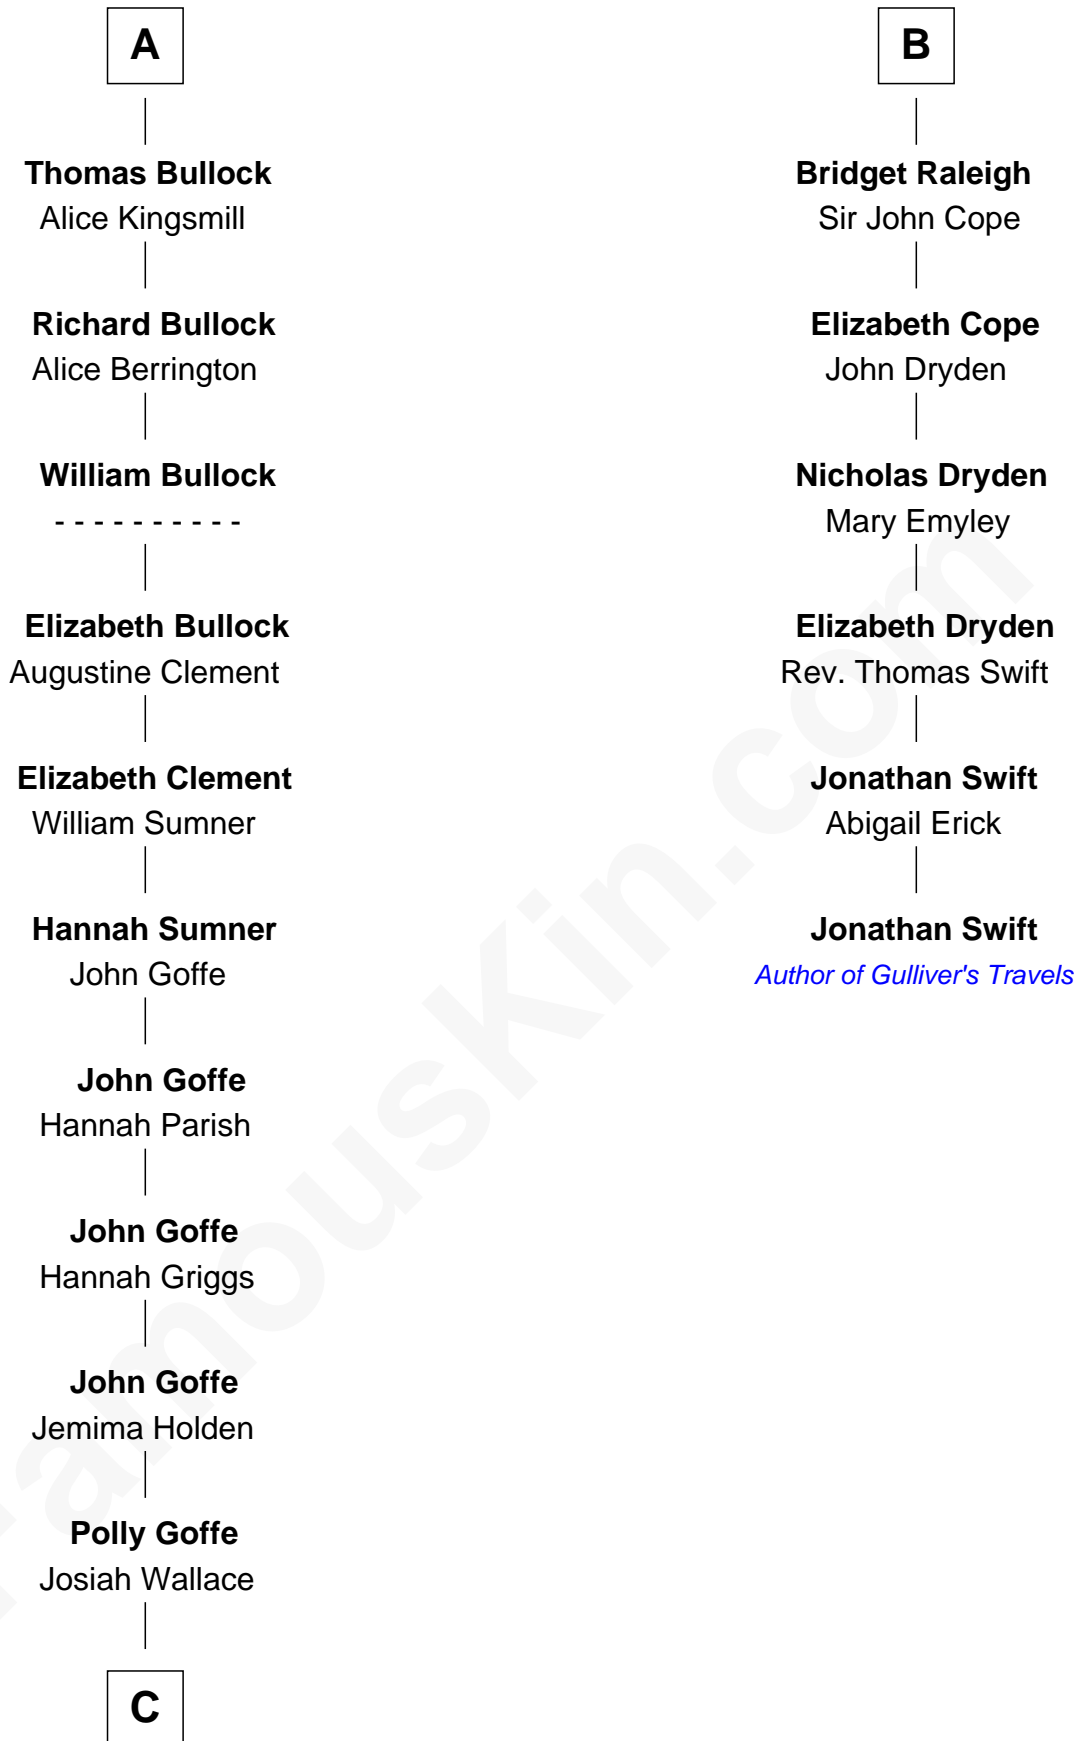 A
Thomas Bullock
Alice Kingsmill
Richard Bullock
Alice Berrington
William Bullock
- - - - - - - - - -
Elizabeth Bullock
Augustine Clement
Elizabeth Clement
William Sumner
Hannah Sumner
John Goffe
John Goffe
Hannah Parish
John Goffe
Hannah Griggs
John Goffe
Jemima Holden
Polly Goffe
Josiah Wallace
C
B
Bridget Raleigh
Sir John Cope
Elizabeth Cope
John Dryden
Nicholas Dryden
Mary Emyley
Elizabeth Dryden
Rev. Thomas Swift
Jonathan Swift
Abigail Erick
Jonathan Swift
Author of Gulliver's Travels
FamousKin.com